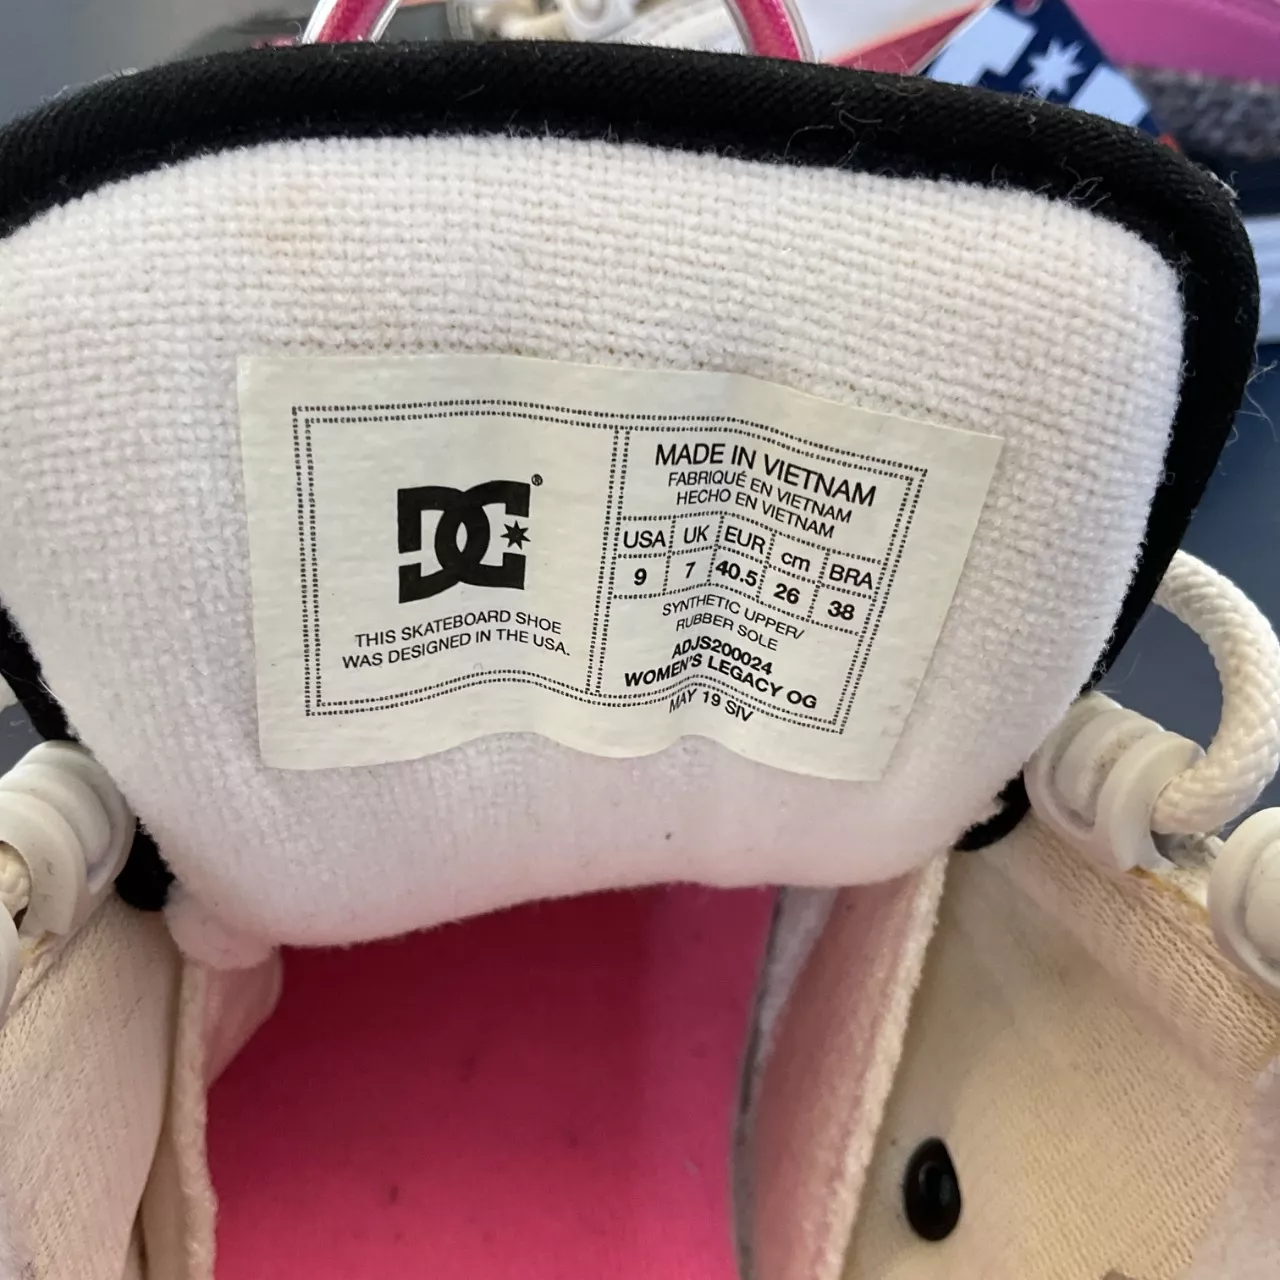 DC®
THIS SKATEBOARD SHOE
WAS DESIGNED IN THE USA.
MADE IN VIETNAM
FABRIQUÉ EN VIETNAM
HECHO EN VIETNAM
USA UK EUR cm BRA
9 7 40.5 26 38
SYNTHETIC UPPER/
RUBBER SOLE
ADJS200024
WOMEN'S LEGACY OG
MAY 19 SIV